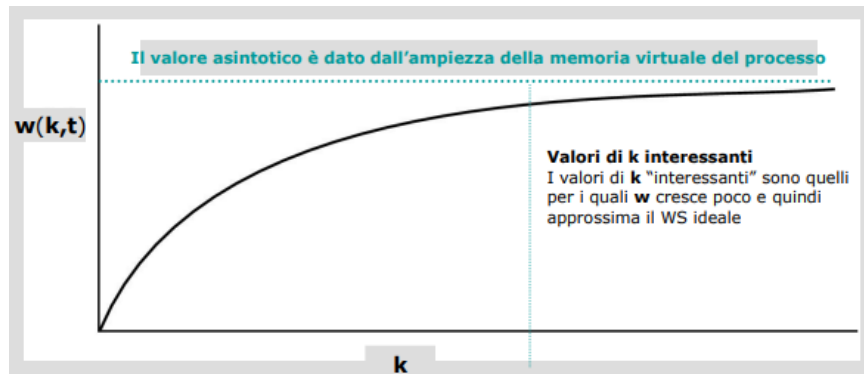 Il valore asintotico è dato dall'ampiezza della memoria virtuale del processo
w(k,t)
Valori di k interessanti
I valori di k "interessanti" sono quelli
per i quali w cresce poco e quindi
approssima il WS ideale
k